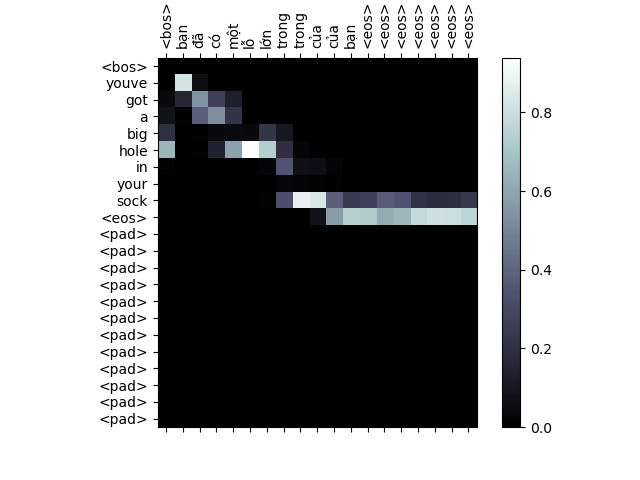 <bos> bạn đã có một lỗ lớn trong trong của của bạn <eos> <eos> <eos> <eos> <eos> <eos> <eos>
<bos>
youve
got
a
big
hole
in
your
sock
<eos>
<pad>
<pad>
<pad>
<pad>
<pad>
<pad>
<pad>
<pad>
<pad>
<pad>
<pad>
<pad>
0.8
0.6
0.4
0.2
0.0